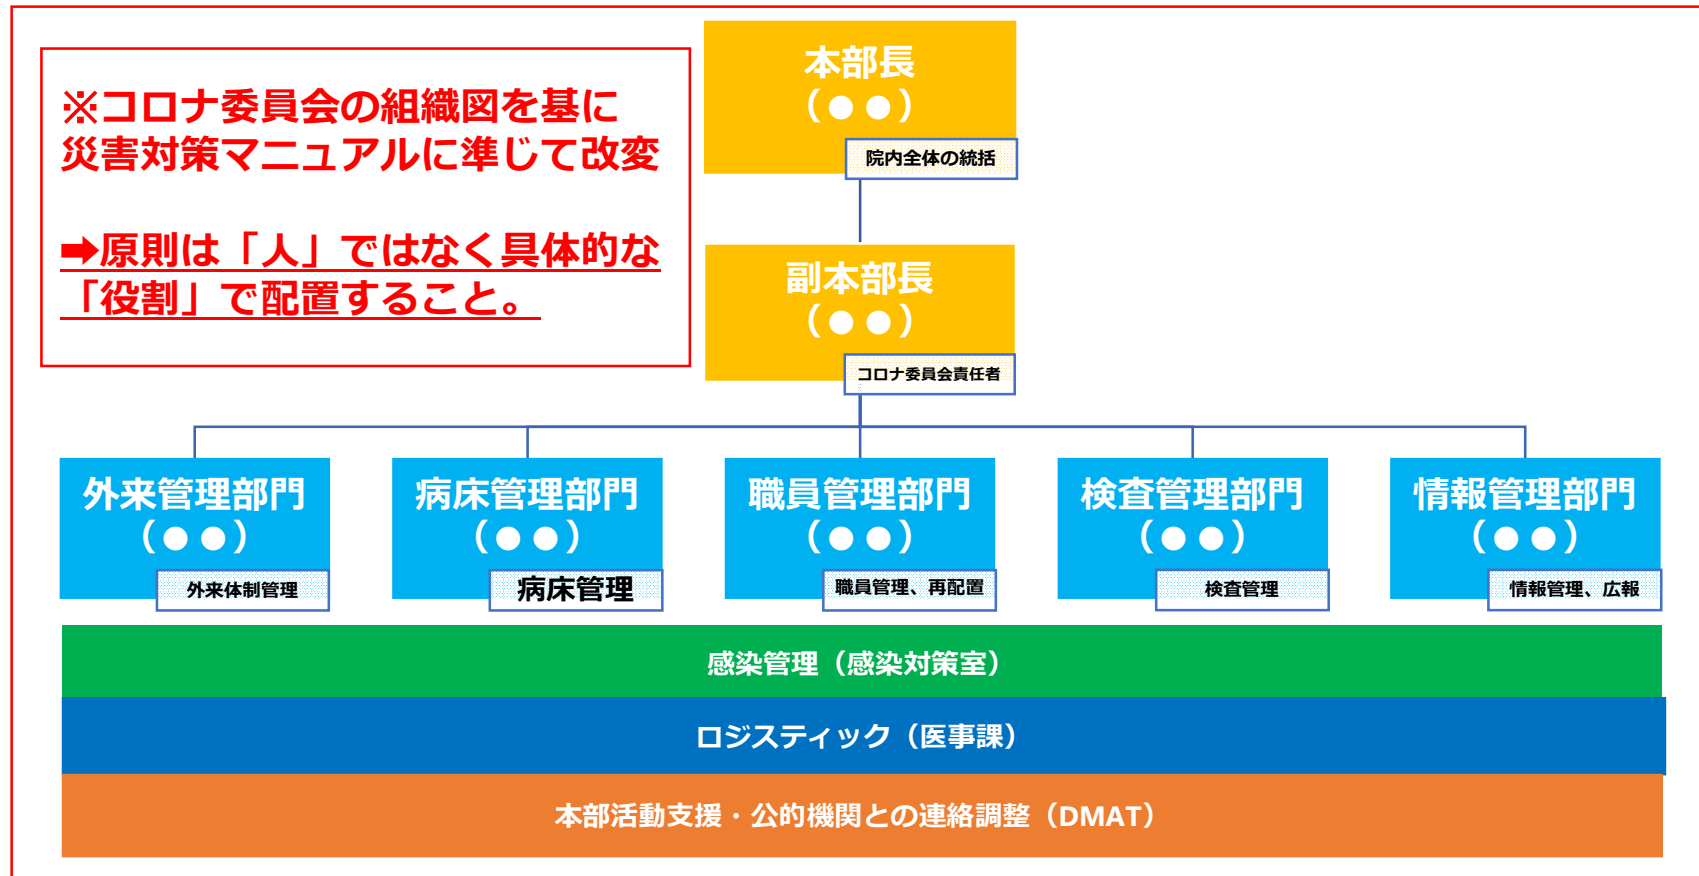 ※コロナ委員会の組織図を基に
災害対策マニュアルに準じて改変
➡原則は「人」ではなく具体的な
「役割」で配置すること。
本部長
（●●）
院内全体の統括
副本部長
（●●）
コロナ委員会責任者
外来管理部門
（●●）
外来体制管理
病床管理部門
（●●）
病床管理
職員管理部門
（●●）
職員管理、再配置
検査管理部門
（●●）
検査管理
情報管理部門
（●●）
情報管理、広報
感染管理（感染対策室）
ロジスティック（医事課）
本部活動支援・公的機関との連絡調整（DMAT）